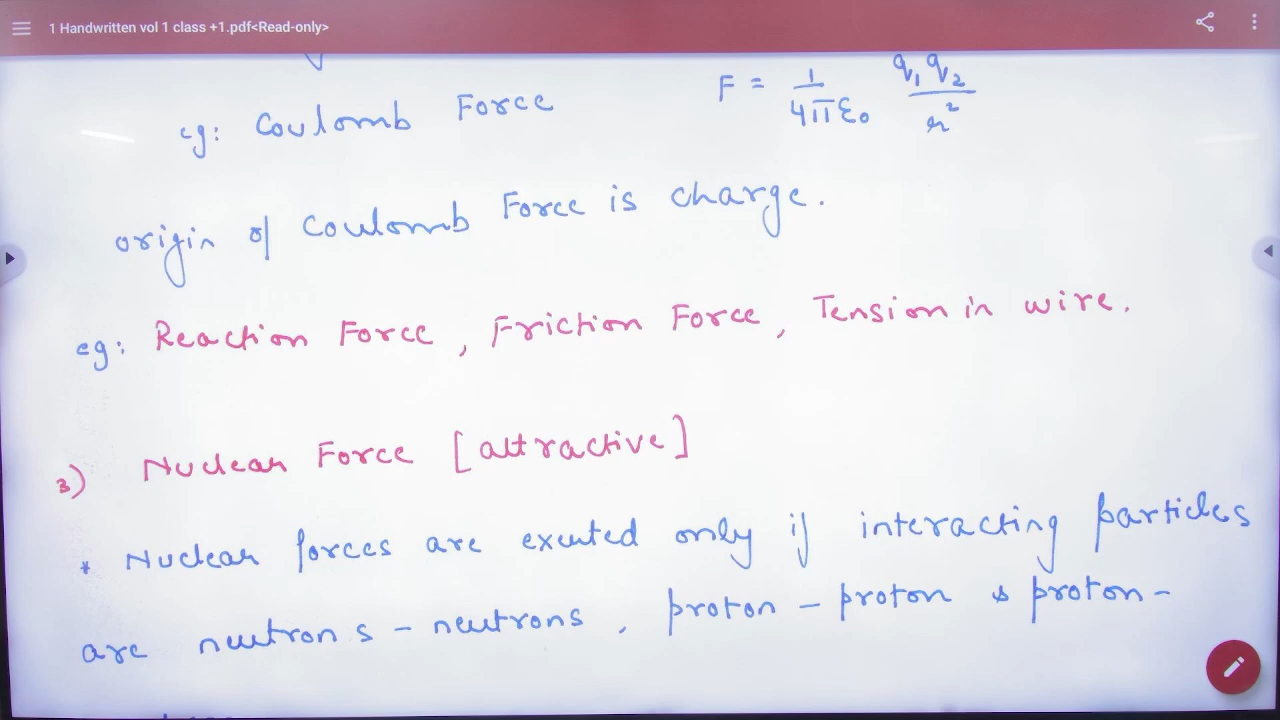 1 Handwritten vol 1 class +1.pdf<Read-only>
eg: Coulomb Force F = 1/4πε₀ q₁q₂/r²
origin of Coulomb Force is charge.
eg: Reaction Force, Friction Force, Tension in wire.
3) Nuclear Force [attractive]
* Nuclear forces are exerted only if interacting particles
are neutrons - neutrons, proton - proton & proton -